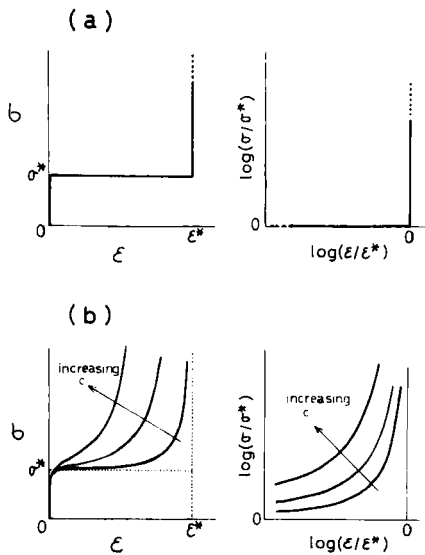 (a)
σ
σ*
0
ε
ε*
log(σ/σ*)
0
0
log(ε/ε*)
(b)
increasing
c
σ
σ*
0
ε
ε*
increasing
c
log(σ/σ*)
0
0
log(ε/ε*)